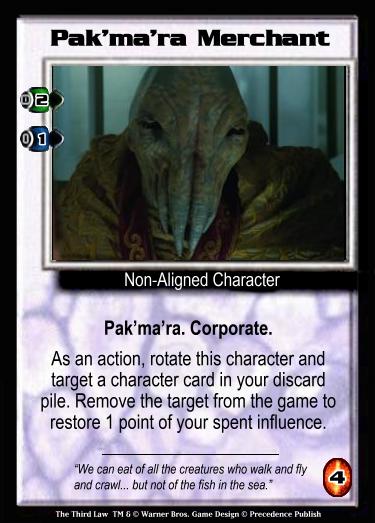 Pak'ma'ra Merchant
2
1
Non-Aligned Character
Pak'ma'ra. Corporate.
As an action, rotate this character and
target a character card in your discard
pile. Remove the target from the game to
restore 1 point of your spent influence.
"We can eat of all the creatures who walk and fly
and crawl... but not of the fish in the sea."
4
The Third Law TM & © Warner Bros. Game Design © Precedence Publish